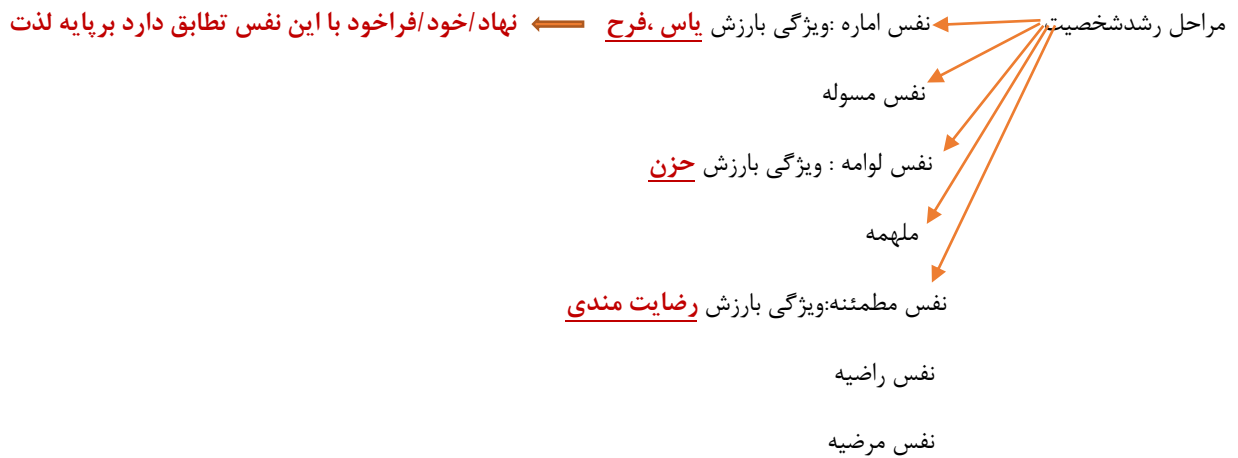 مراحل رشدشخصیت نفس اماره :ویژگی بارزش یاس ،فرح نهاد/خود/فراخود با این نفس تطابق دارد برپایه لذت
نفس مسوله
نفس لوامه : ویژگی بارزش حزن
ملهمه
نفس مطمئنه:ویژگی بارزش رضایت مندی
نفس راضیه
نفس مرضیه